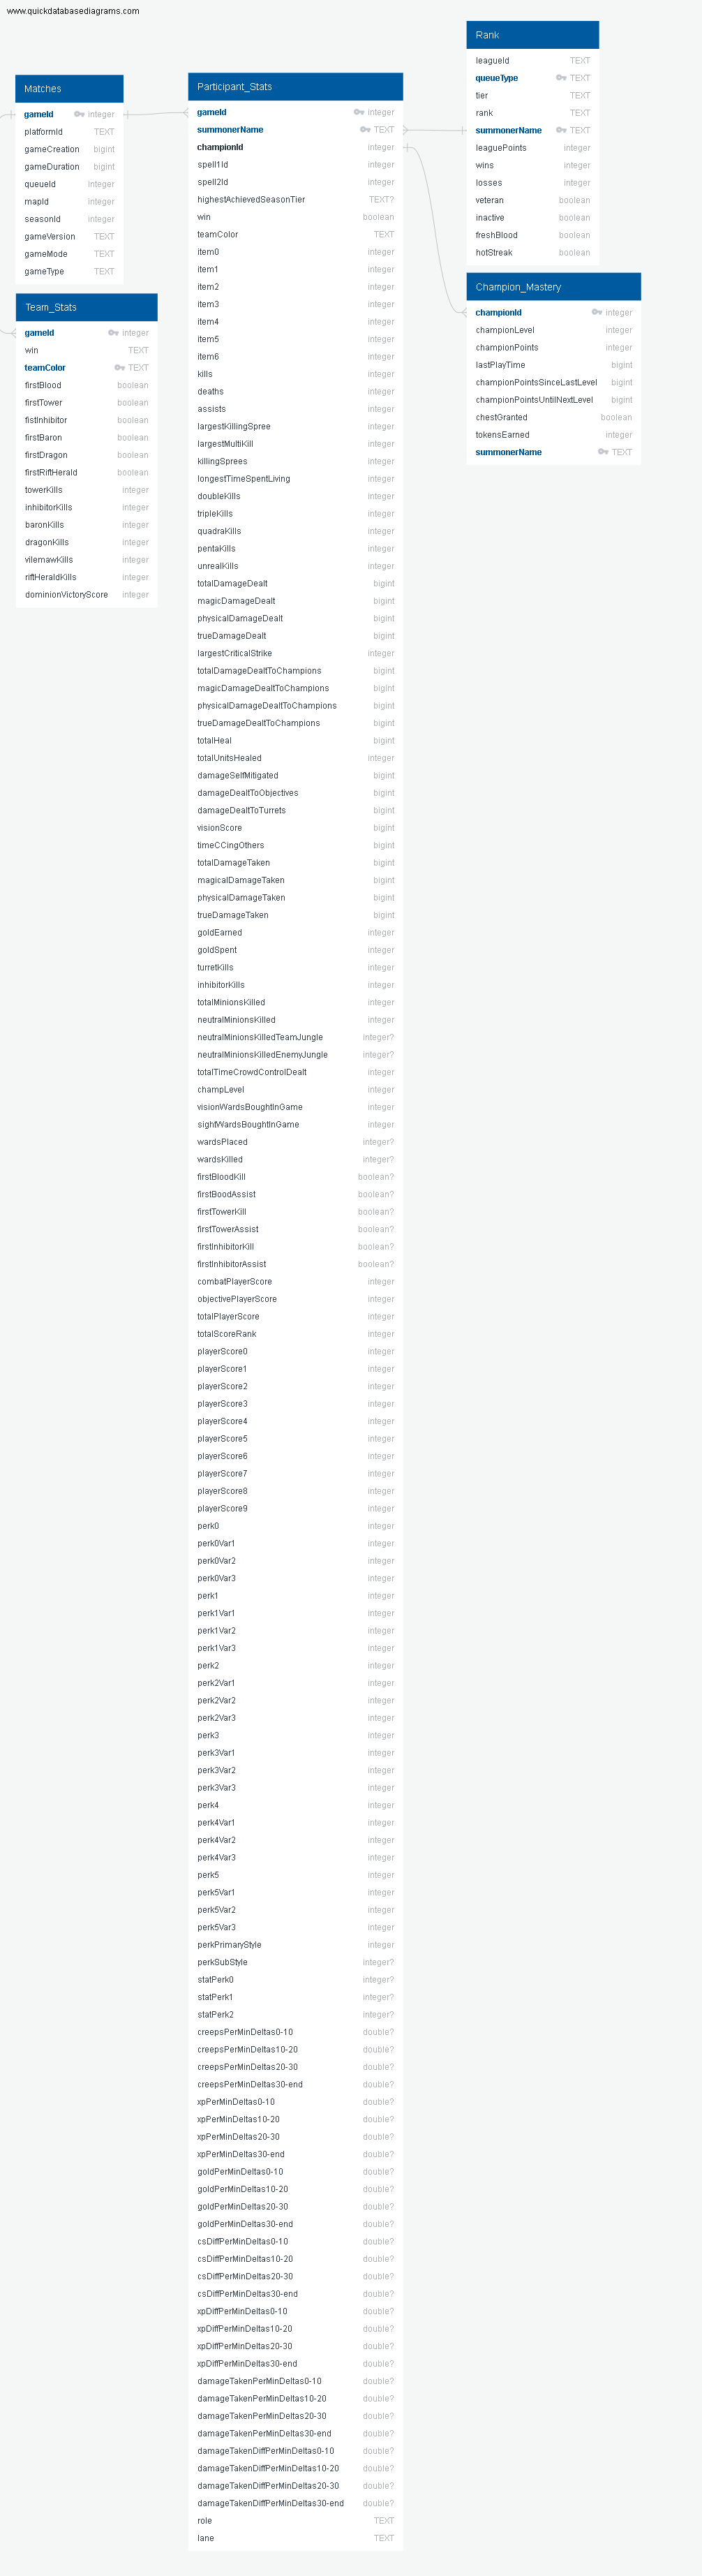 www.quickdatabasediagrams.com
Matches
gameId integer
platformId TEXT
gameCreation bigint
gameDuration bigint
queueId integer
mapId integer
seasonId integer
gameVersion TEXT
gameMode TEXT
gameType TEXT
Team_Stats
gameId integer
win TEXT
teamColor TEXT
firstBlood boolean
firstTower boolean
fistInhibitor boolean
firstBaron boolean
firstDragon boolean
firstRiftHerald boolean
towerKills integer
inhibitorKills integer
baronKills integer
dragonKills integer
vilemawKills integer
riftHeraldKills integer
dominionVictoryScore integer
Participant_Stats
gameId integer
summonerName TEXT
championId integer
spell1Id integer
spell2Id integer
highestAchievedSeasonTier TEXT?
win boolean
teamColor TEXT
item0 integer
item1 integer
item2 integer
item3 integer
item4 integer
item5 integer
item6 integer
kills integer
deaths integer
assists integer
largestKillingSpree integer
largestMultiKill integer
killingSprees integer
longestTimeSpentLiving integer
doubleKills integer
tripleKills integer
quadraKills integer
pentaKills integer
unrealKills integer
totalDamageDealt bigint
magicDamageDealt bigint
physicalDamageDealt bigint
trueDamageDealt bigint
largestCriticalStrike integer
totalDamageDealtToChampions bigint
magicDamageDealtToChampions bigint
physicalDamageDealtToChampions bigint
trueDamageDealtToChampions bigint
totalHeal bigint
totalUnitsHealed integer
damageSelfMitigated bigint
damageDealtToObjectives bigint
damageDealtToTurrets bigint
visionScore bigint
timeCCingOthers bigint
totalDamageTaken bigint
magicalDamageTaken bigint
physicalDamageTaken bigint
trueDamageTaken bigint
goldEarned integer
goldSpent integer
turretKills integer
inhibitorKills integer
totalMinionsKilled integer
neutralMinionsKilled integer
neutralMinionsKilledTeamJungle integer?
neutralMinionsKilledEnemyJungle integer?
totalTimeCrowdControlDealt integer
champLevel integer
visionWardsBoughtInGame integer
sightWardsBoughtInGame integer
wardsPlaced integer?
wardsKilled integer?
firstBloodKill boolean?
firstBoodAssist boolean?
firstTowerKill boolean?
firstTowerAssist boolean?
firstInhibitorKill boolean?
firstInhibitorAssist boolean?
combatPlayerScore integer
objectivePlayerScore integer
totalPlayerScore integer
totalScoreRank integer
playerScore0 integer
playerScore1 integer
playerScore2 integer
playerScore3 integer
playerScore4 integer
playerScore5 integer
playerScore6 integer
playerScore7 integer
playerScore8 integer
playerScore9 integer
perk0 integer
perk0Var1 integer
perk0Var2 integer
perk0Var3 integer
perk1 integer
perk1Var1 integer
perk1Var2 integer
perk1Var3 integer
perk2 integer
perk2Var1 integer
perk2Var2 integer
perk2Var3 integer
perk3 integer
perk3Var1 integer
perk3Var2 integer
perk3Var3 integer
perk4 integer
perk4Var1 integer
perk4Var2 integer
perk4Var3 integer
perk5 integer
perk5Var1 integer
perk5Var2 integer
perk5Var3 integer
perkPrimaryStyle integer
perkSubStyle integer?
statPerk0 integer?
statPerk1 integer?
statPerk2 integer?
creepsPerMinDeltas0-10 double?
creepsPerMinDeltas10-20 double?
creepsPerMinDeltas20-30 double?
creepsPerMinDeltas30-end double?
xpPerMinDeltas0-10 double?
xpPerMinDeltas10-20 double?
xpPerMinDeltas20-30 double?
xpPerMinDeltas30-end double?
goldPerMinDeltas0-10 double?
goldPerMinDeltas10-20 double?
goldPerMinDeltas20-30 double?
goldPerMinDeltas30-end double?
csDiffPerMinDeltas0-10 double?
csDiffPerMinDeltas10-20 double?
csDiffPerMinDeltas20-30 double?
csDiffPerMinDeltas30-end double?
xpDiffPerMinDeltas0-10 double?
xpDiffPerMinDeltas10-20 double?
xpDiffPerMinDeltas20-30 double?
xpDiffPerMinDeltas30-end double?
damageTakenPerMinDeltas0-10 double?
damageTakenPerMinDeltas10-20 double?
damageTakenPerMinDeltas20-30 double?
damageTakenPerMinDeltas30-end double?
damageTakenDiffPerMinDeltas0-10 double?
damageTakenDiffPerMinDeltas10-20 double?
damageTakenDiffPerMinDeltas20-30 double?
damageTakenDiffPerMinDeltas30-end double?
role TEXT
lane TEXT
Rank
leagueId TEXT
queueType TEXT
tier TEXT
rank TEXT
summonerName TEXT
leaguePoints integer
wins integer
losses integer
veteran boolean
inactive boolean
freshBlood boolean
hotStreak boolean
Champion_Mastery
championId integer
championLevel integer
championPoints integer
lastPlayTime bigint
championPointsSinceLastLevel bigint
championPointsUntilNextLevel bigint
chestGranted boolean
tokensEarned integer
summonerName TEXT